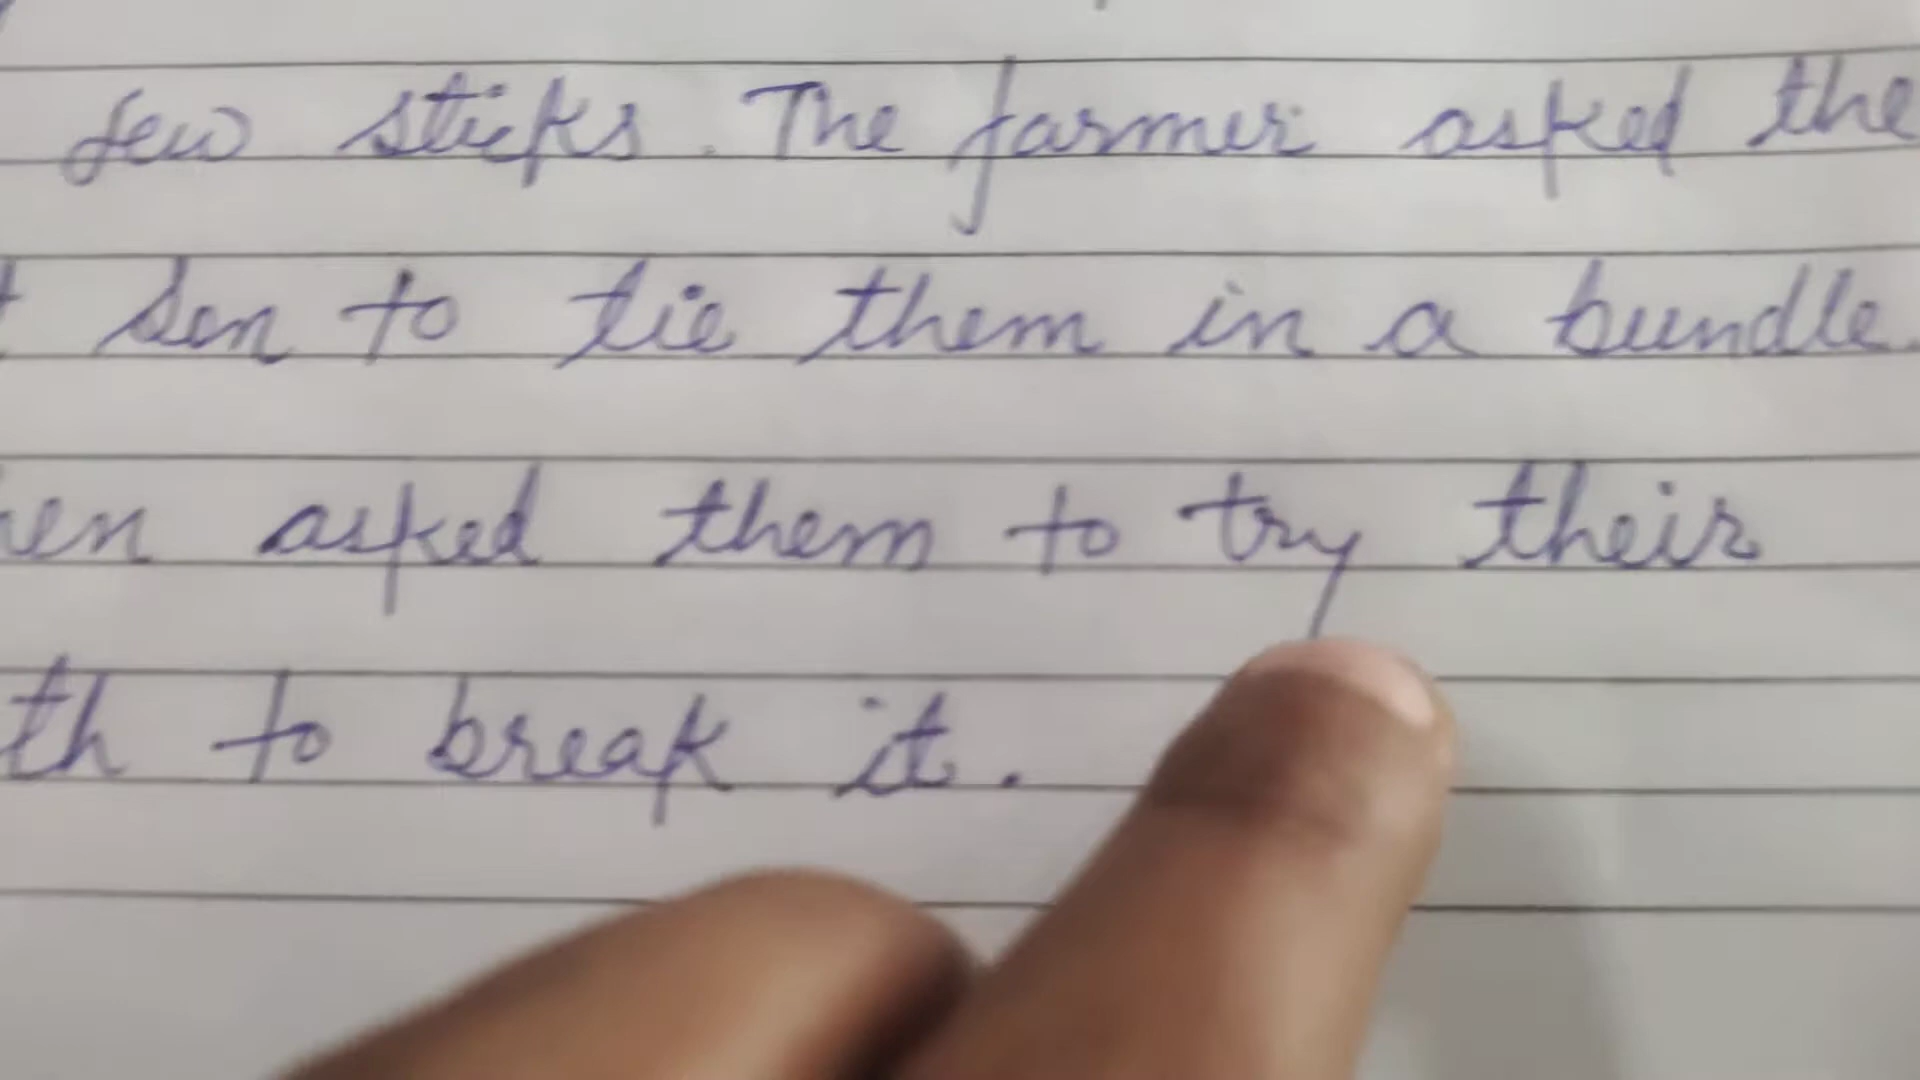 few sticks. The farmer asked the
son to tie them in a bundle.
asked them to try their
to break it.